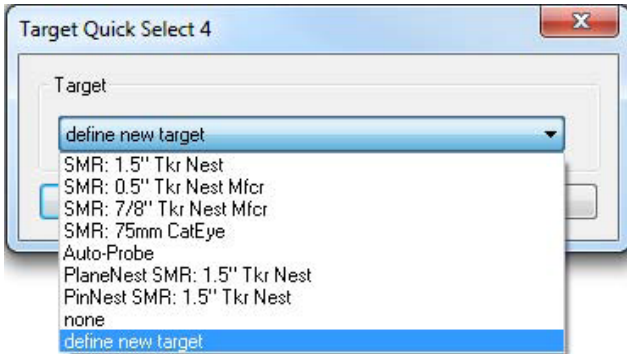 Target Quick Select 4
Target
define new target
SMR: 1.5" Tkr Nest
SMR: 0.5" Tkr Nest Mfcr
SMR: 7/8" Tkr Nest Mfcr
SMR: 75mm CatEye
Auto-Probe
PlaneNest SMR: 1.5" Tkr Nest
PinNest SMR: 1.5" Tkr Nest
none
define new target